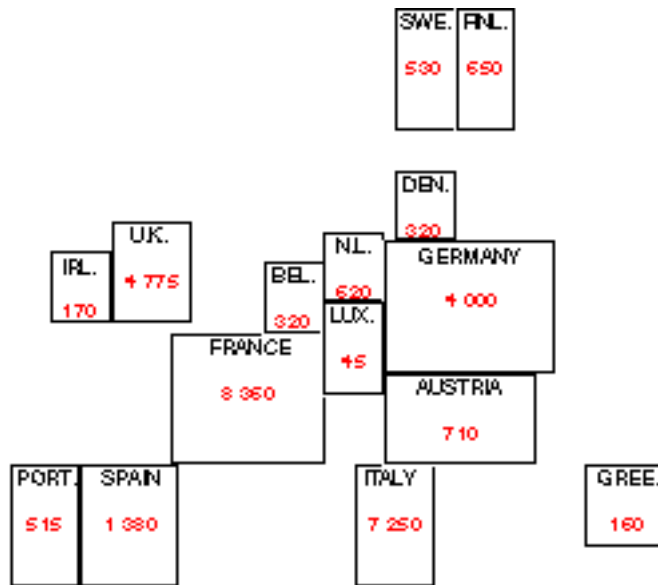 SWE. FINL.
530 650
DEN.
320
U.K.
4 775
IRL.
170
N.L.
620
BEL.
320
GERMANY
4 000
LUX.
45
FRANCE
8 360
AUSTRIA
710
PORT. SPAIN
515 1 380
ITALY
7 250
GREE.
160